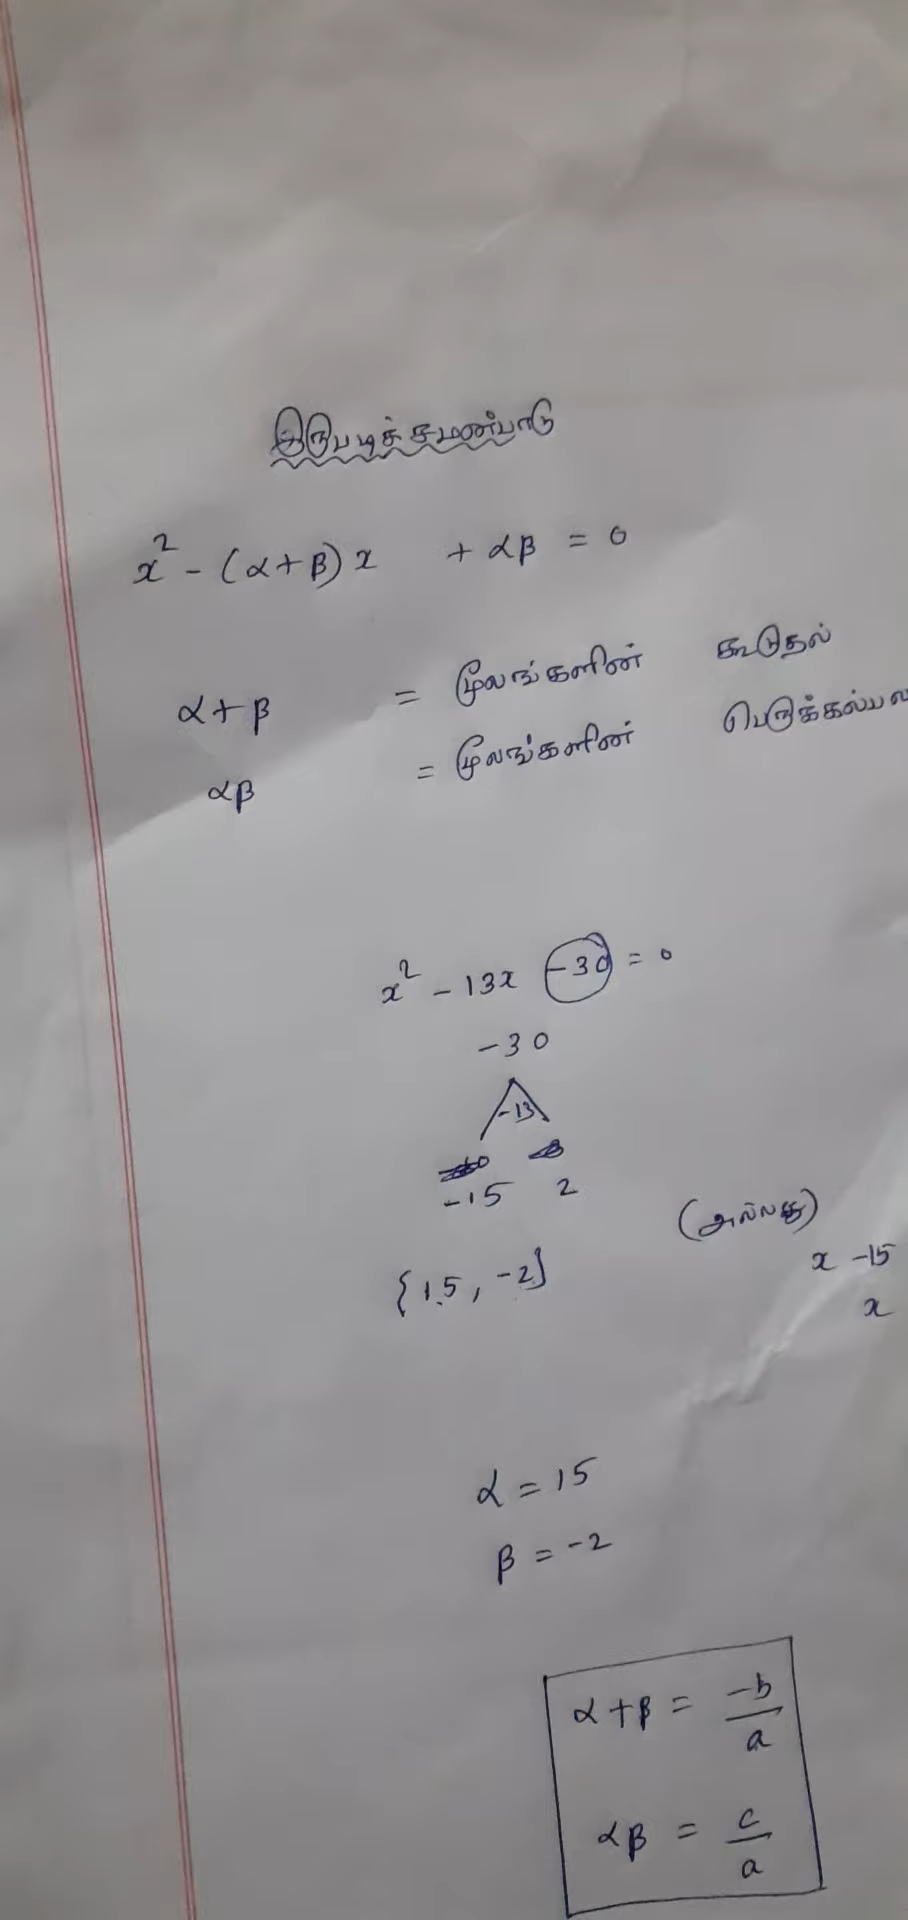 இருபடிச் சமன்பாடு
x² - (α+β)x + αβ = 0
α+β = மூலங்களின் கூடுதல்
αβ = மூலங்களின் பெருக்கல்பல
x² - 13x -30 = 0
-30
-13
-15 2
{15, -2} (அல்லது)
x -15
x
α = 15
β = -2
α+β = -b/a
αβ = c/a